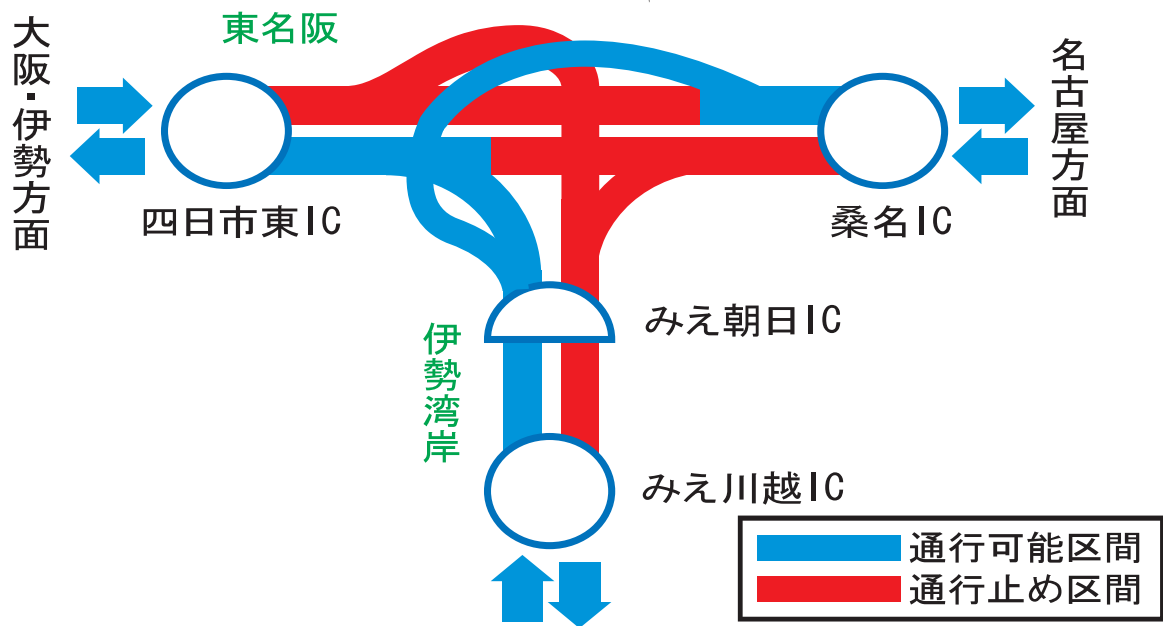 東名阪
大阪・伊勢方面
名古屋方面
四日市東IC
桑名IC
みえ朝日IC
伊勢湾岸
みえ川越IC
通行可能区間
通行止め区間